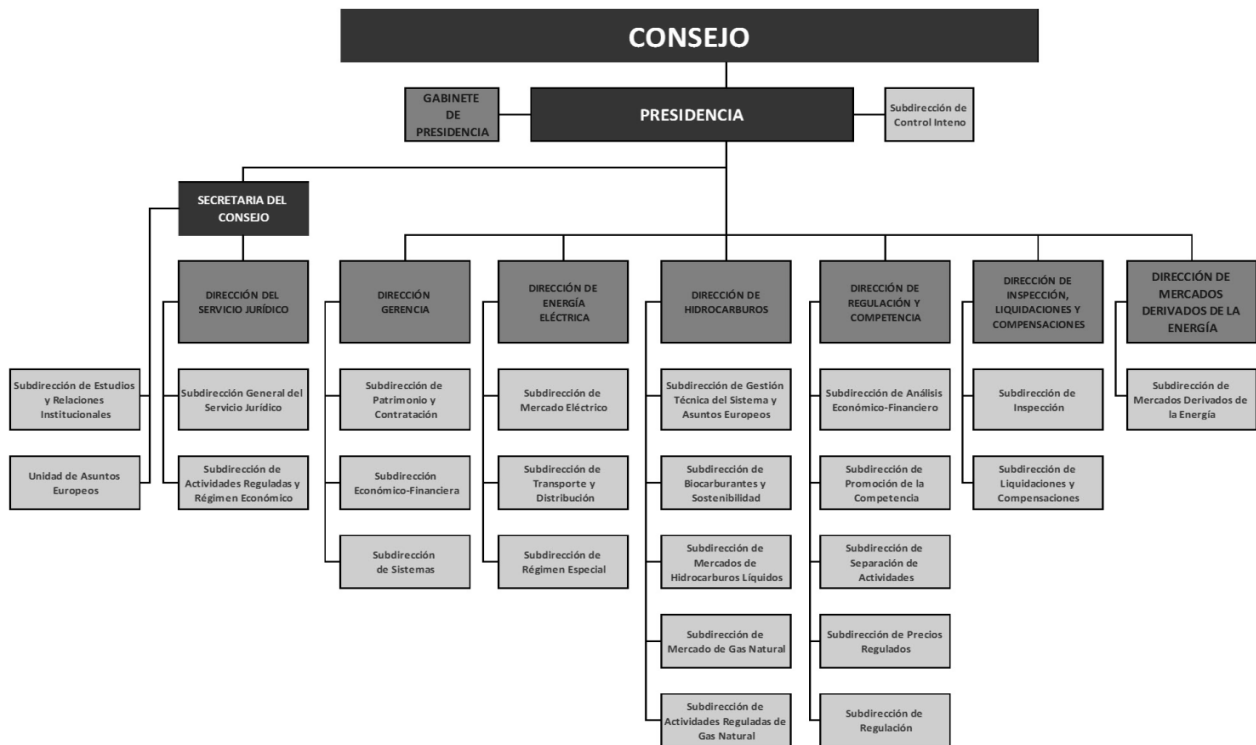 CONSEJO
GABINETE
DE
PRESIDENCIA
PRESIDENCIA
Subdirección de
Control Inteno
SECRETARIA DEL
CONSEJO
DIRECCIÓN DEL
SERVICIO JURÍDICO
DIRECCIÓN
GERENCIA
DIRECCIÓN DE
ENERGÍA
ELÉCTRICA
DIRECCIÓN DE
HIDROCARBUROS
DIRECCIÓN DE
REGULACIÓN Y
COMPETENCIA
DIRECCIÓN DE
INSPECCIÓN,
LIQUIDACIONES Y
COMPENSACIONES
DIRECCIÓN DE
MERCADOS
DERIVADOS DE LA
ENERGÍA
Subdirección de Estudios
y Relaciones
Institucionales
Subdirección General del
Servicio Jurídico
Subdirección de
Patrimonio y
Contratación
Subdirección de
Mercado Eléctrico
Subdirección de Gestión
Técnica del Sistema y
Asuntos Europeos
Subdirección de Análisis
Económico-Financiero
Subdirección de
Inspección
Subdirección de
Mercados Derivados de
la Energía
Unidad de Asuntos
Europeos
Subdirección de
Actividades Reguladas y
Régimen Económico
Subdirección
Económico-Financiera
Subdirección de
Transporte y
Distribución
Subdirección de
Biocarburantes y
Sostenibilidad
Subdirección de
Promoción de la
Competencia
Subdirección de
Liquidaciones y
Compensaciones
Subdirección
de Sistemas
Subdirección de
Régimen Especial
Subdirección de
Mercados de
Hidrocarburos Líquidos
Subdirección de
Separación de
Actividades
Subdirección de
Mercado de Gas Natural
Subdirección de Precios
Regulados
Subdirección de
Actividades Reguladas de
Gas Natural
Subdirección de
Regulación